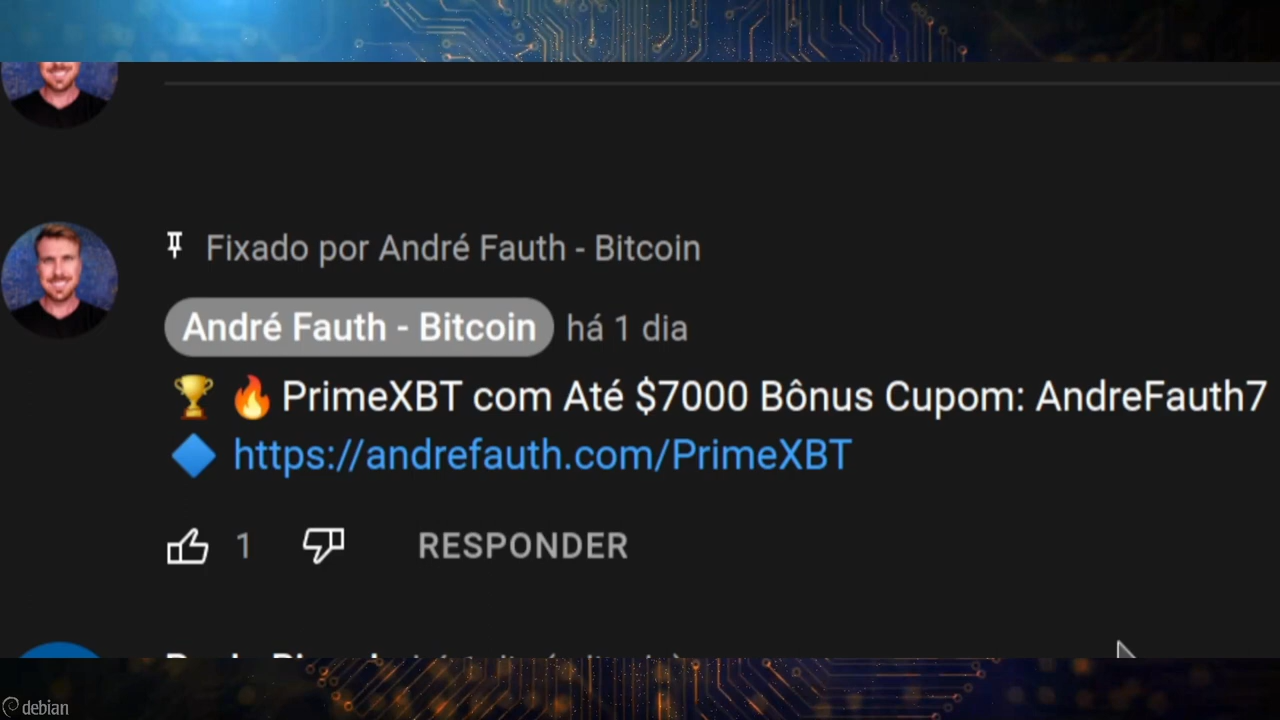 Fixado por André Fauth - Bitcoin
André Fauth - Bitcoin há 1 dia
🏆 🔥 PrimeXBT com Até $7000 Bônus Cupom: AndreFauth7
🔷 https://andrefauth.com/PrimeXBT
1 RESPONDER
debian